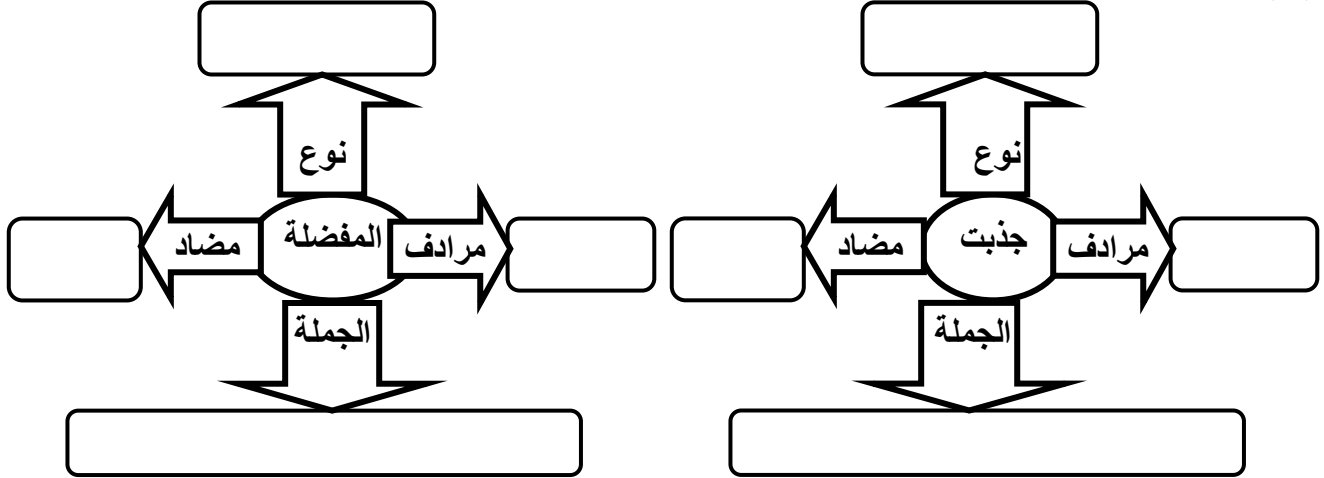 نوع
مرادف
جذبت
مضاد
الجملة
نوع
مرادف
المفضلة
مضاد
الجملة